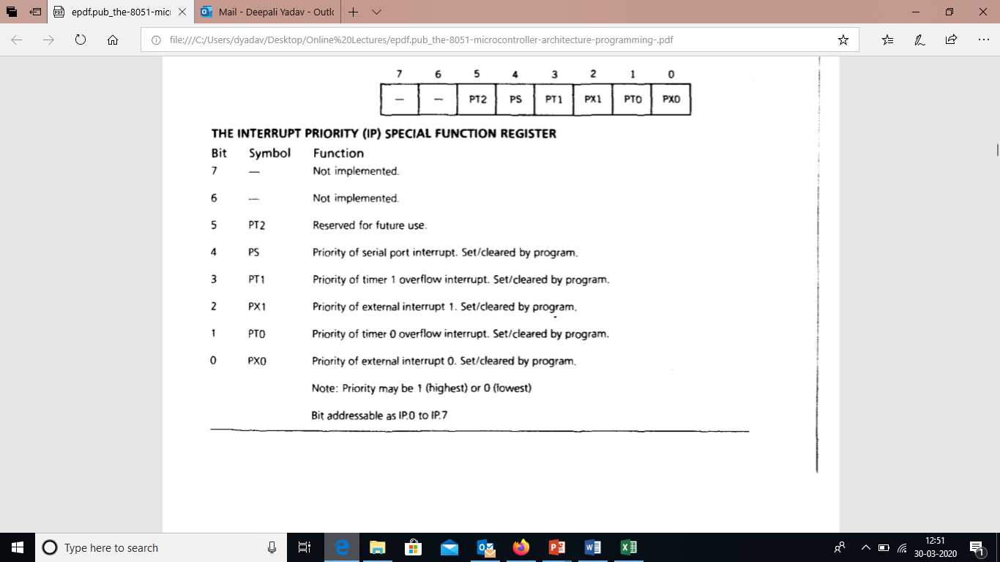 epdf.pub_the-8051-micr
Mail - Deepali Yadav - Outlo
file:///C:/Users/dyadav/Desktop/Online%20Lectures/epdf.pub_the-8051-microcontroller-architecture-programming-.pdf
7 6 5 4 3 2 1 0
— — PT2 PS PT1 PX1 PT0 PX0
THE INTERRUPT PRIORITY (IP) SPECIAL FUNCTION REGISTER
Bit Symbol Function
7 — Not implemented.
6 — Not implemented.
5 PT2 Reserved for future use.
4 PS Priority of serial port interrupt. Set/cleared by program.
3 PT1 Priority of timer 1 overflow interrupt. Set/cleared by program.
2 PX1 Priority of external interrupt 1. Set/cleared by program.
1 PT0 Priority of timer 0 overflow interrupt. Set/cleared by program.
0 PX0 Priority of external interrupt 0. Set/cleared by program.
Note: Priority may be 1 (highest) or 0 (lowest)
Bit addressable as IP.0 to IP.7
Type here to search
12:51
30-03-2020
1